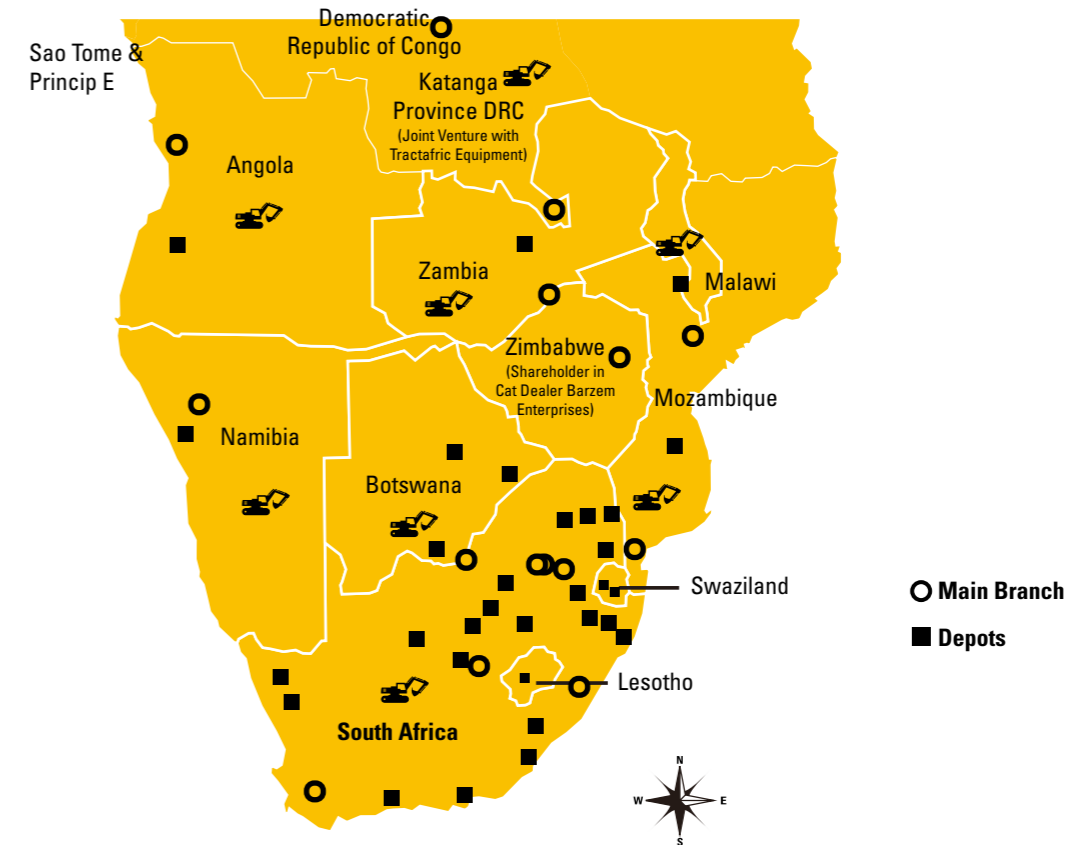 Democratic
Republic of Congo
Sao Tome &
Princip E
Katanga
Province DRC
(Joint Venture with
Tractafric Equipment)
Angola
Zambia
Malawi
Zimbabwe
(Shareholder in
Cat Dealer Barzem
Enterprises)
Mozambique
Namibia
Botswana
Swaziland
Main Branch
Depots
Lesotho
South Africa
N
W
E
S